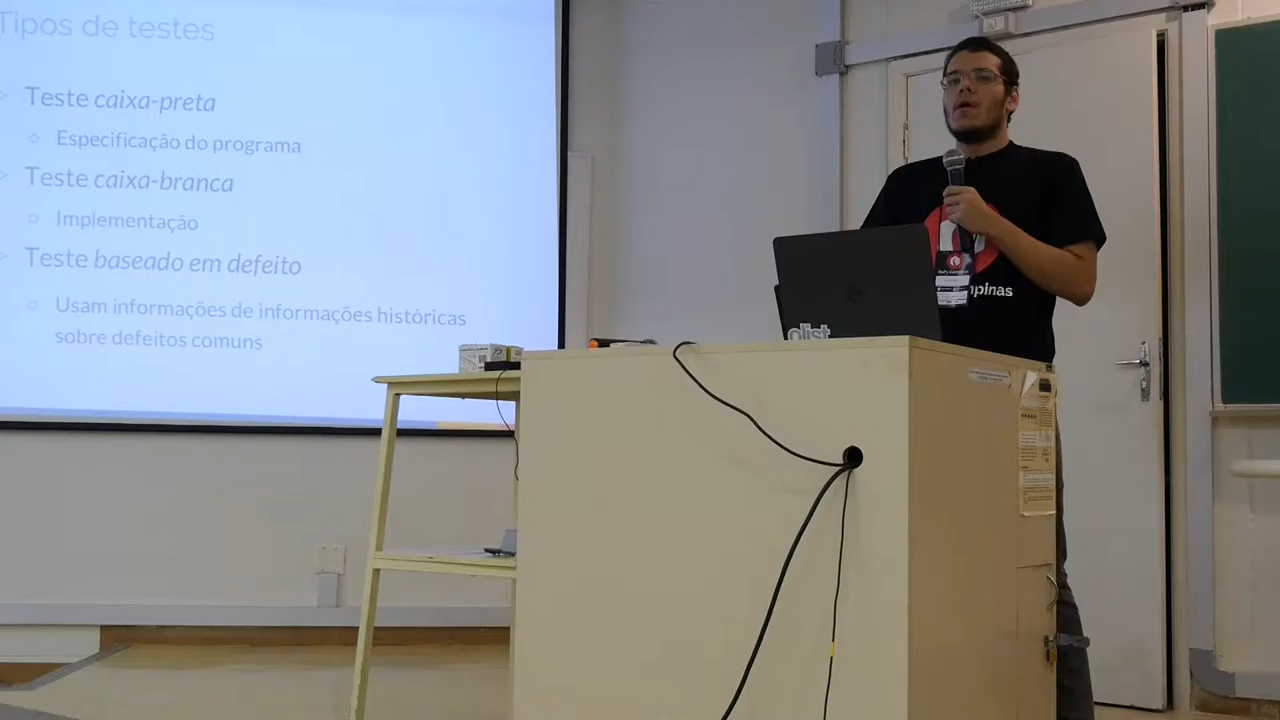 Tipos de testes
Teste caixa-preta
Especificação do programa
Teste caixa-branca
Implementação
Teste baseado em defeito
Usam informações de informações históricas
sobre defeitos comuns
olist